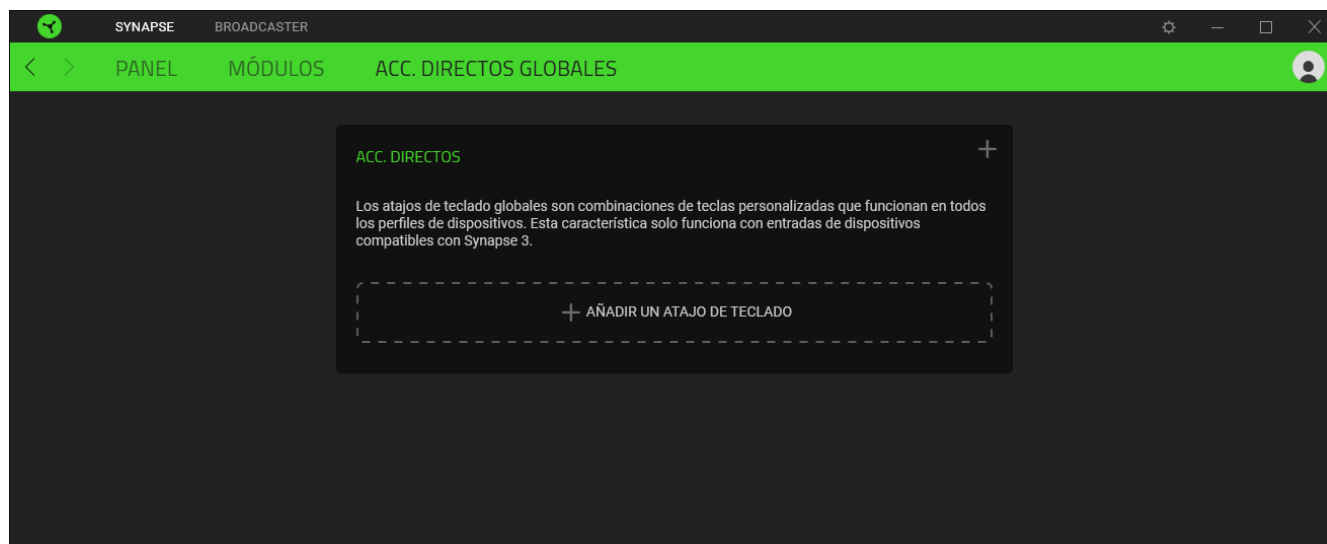 SYNAPSE BROADCASTER
PANEL MÓDULOS ACC. DIRECTOS GLOBALES
ACC. DIRECTOS
Los atajos de teclado globales son combinaciones de teclas personalizadas que funcionan en todos
los perfiles de dispositivos. Esta característica solo funciona con entradas de dispositivos
compatibles con Synapse 3.
AÑADIR UN ATAJO DE TECLADO